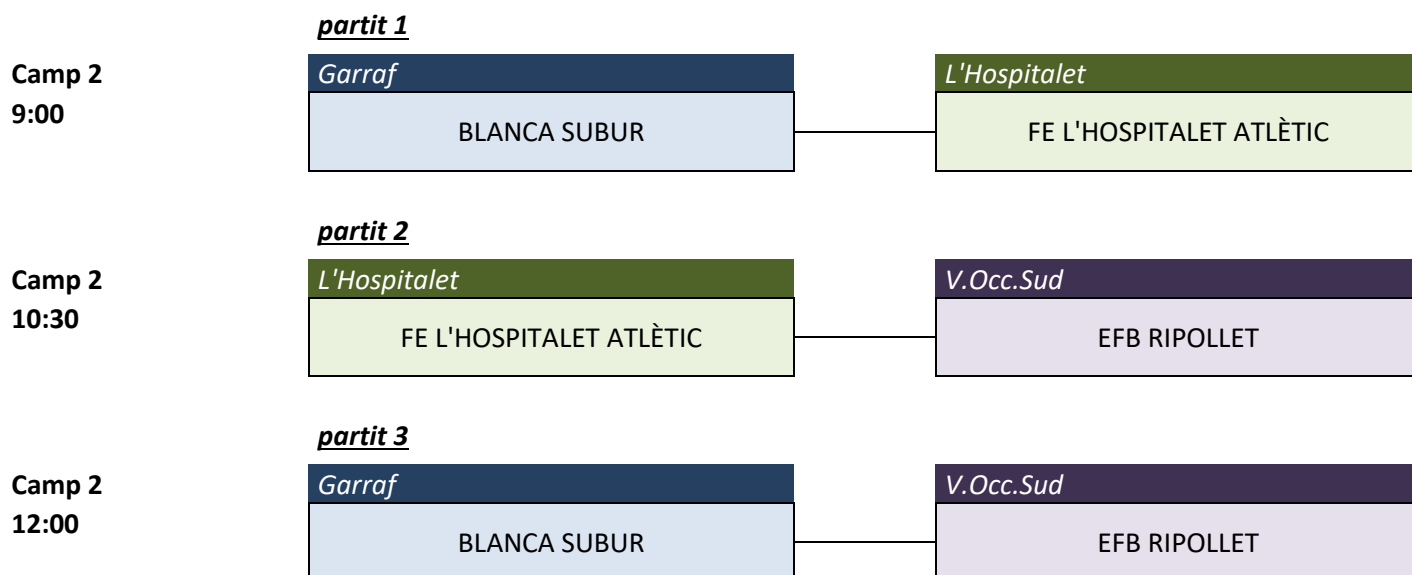 partit 1
Camp 2
9:00
Garraf
L'Hospitalet
BLANCA SUBUR
FE L'HOSPITALET ATLÈTIC
partit 2
Camp 2
10:30
L'Hospitalet
V.Occ.Sud
FE L'HOSPITALET ATLÈTIC
EFB RIPOLLET
partit 3
Camp 2
12:00
Garraf
V.Occ.Sud
BLANCA SUBUR
EFB RIPOLLET